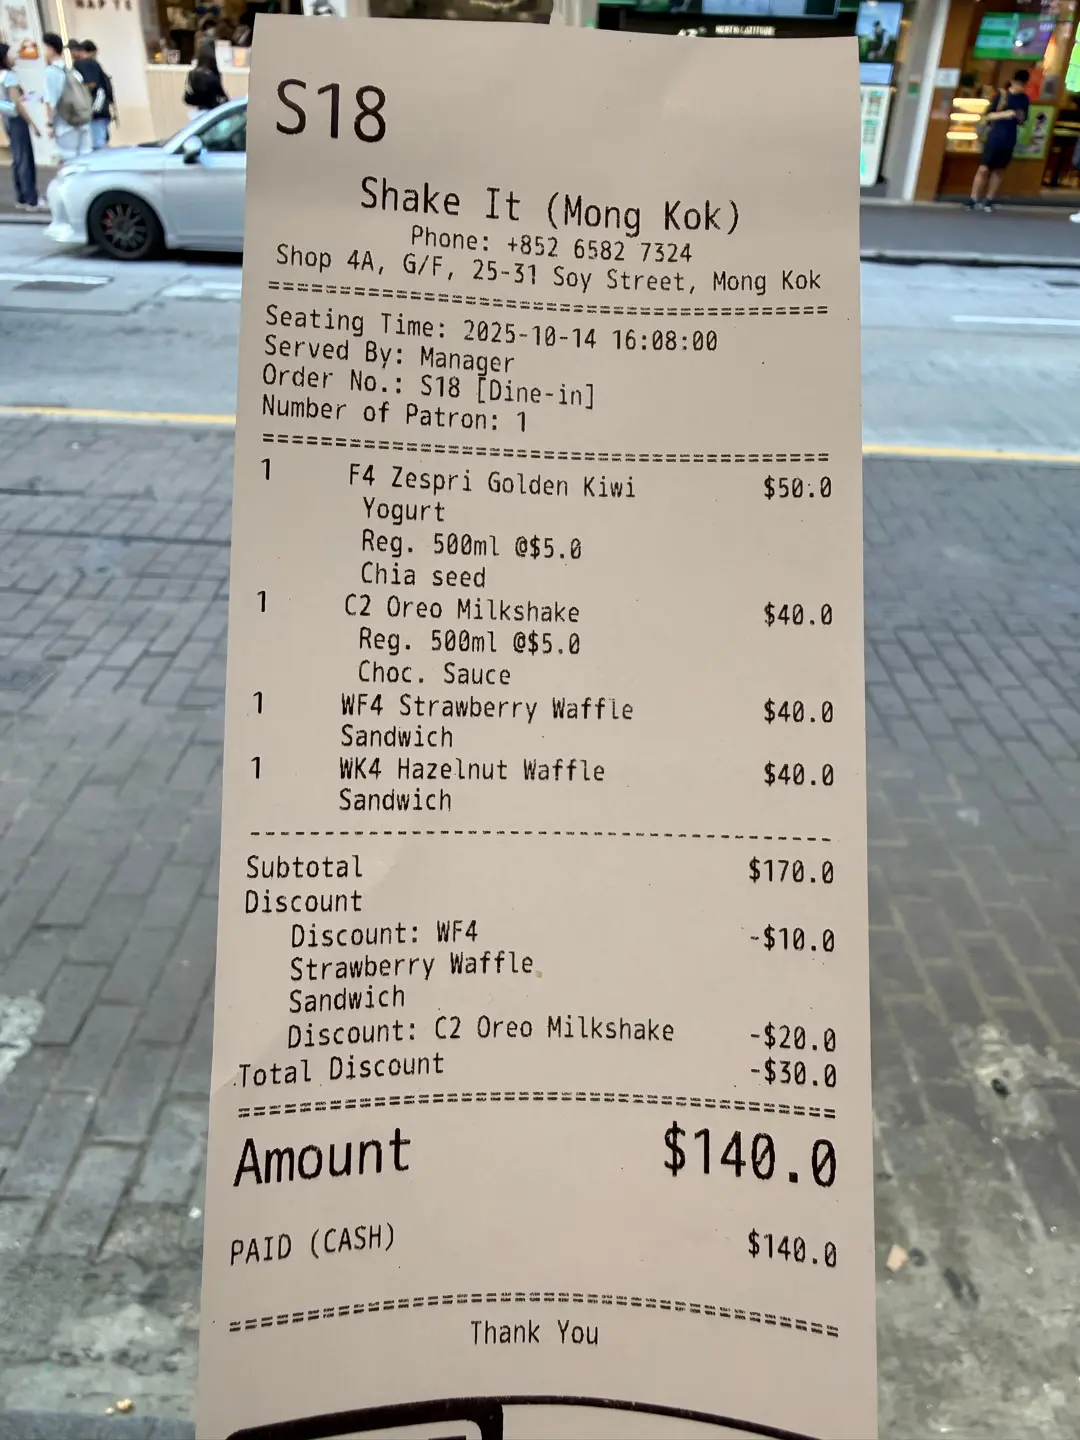 S18
Shake It (Mong Kok)
Phone: +852 6582 7324
Shop 4A, G/F, 25-31 Soy Street, Mong Kok
========================================
Seating Time: 2025-10-14 16:08:00
Served By: Manager
Order No.: S18 [Dine-in]
Number of Patron: 1
========================================
1 F4 Zespri Golden Kiwi $50.0
Yogurt
Reg. 500ml @$5.0
Chia seed
1 C2 Oreo Milkshake $40.0
Reg. 500ml @$5.0
Choc. Sauce
1 WF4 Strawberry Waffle $40.0
Sandwich
1 WK4 Hazelnut Waffle $40.0
Sandwich
----------------------------------------
Subtotal $170.0
Discount
Discount: WF4 -$10.0
Strawberry Waffle
Sandwich
Discount: C2 Oreo Milkshake -$20.0
Total Discount -$30.0
========================================
Amount $140.0
PAID (CASH) $140.0
========================================
Thank You